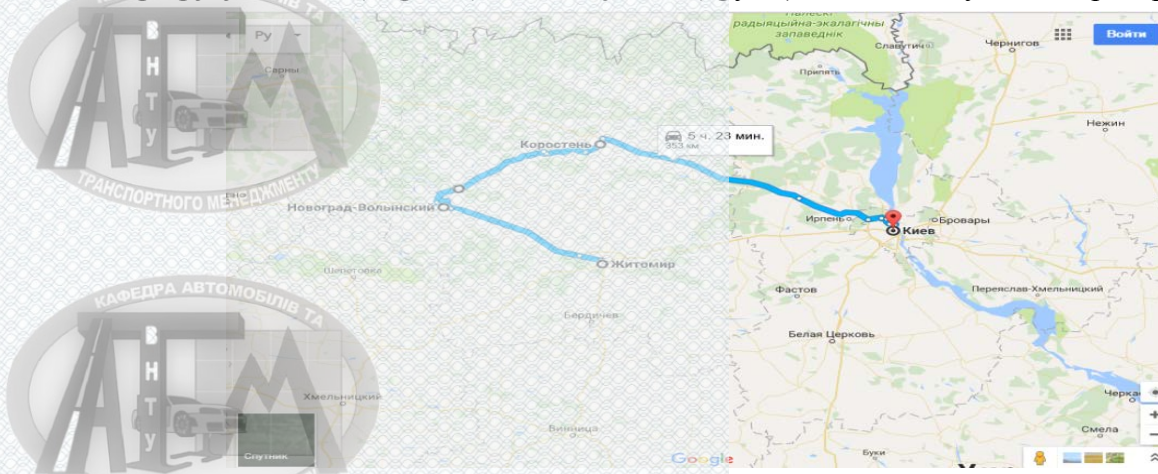 радыяцыйна-экалагічны
запаведнік
Славутич
Чернигов
Войти
Ру
Сарны
Припять
Нежин
5 ч. 23 мин.
353 км
Коростень
Новоград-Волынский
Ирпень
Бровары
Киев
Житомир
Шепетовка
Фастов
Переяслав-Хмельницкий
Бердичев
Белая Церковь
Хмельницкий
Черка
Винница
Смела
Спутник
Google
Буки
В
Н
Т
У
ТРАНСПОРТНОГО МЕНЕДЖМЕНТУ
КАФЕДРА АВТОМОБІЛІВ ТА
В
Н
Т
У